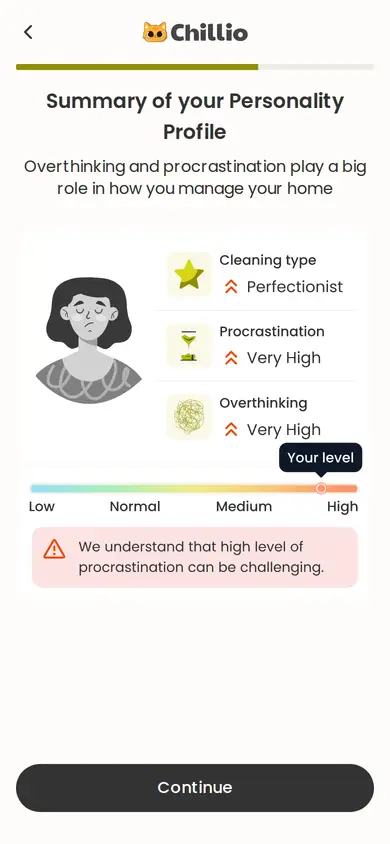 Chillio
Summary of your Personality
Profile
Overthinking and procrastination play a big
role in how you manage your home
Cleaning type
Perfectionist
Procrastination
Very High
Overthinking
Very High
Your level
Low
Normal
Medium
High
We understand that high level of
procrastination can be challenging.
Continue